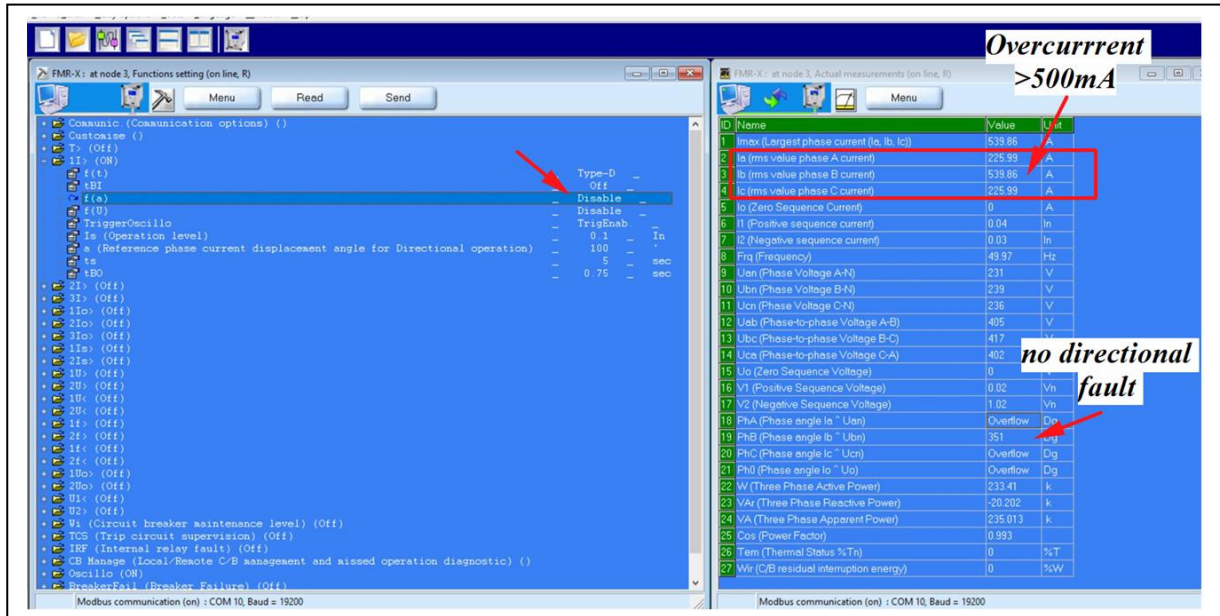 Overcurrrent
>500mA
FMR-X : at node 3, Functions setting (on line, R)
Menu
Read
Send
Communic.(Communication options) ()
Customise ()
T> (Off)
1I> (ON)
f(t) _ Type-D _
tBI _ Off _
f(a) _ Disable _
f(U) _ Disable _
TriggerOscillo _ TrigEnab. _
Is (Operation level) _ 0.1 _ In
a (Reference phase current displacement angle for Directional operation) _ 100 _ °
ts _ 5 _ sec
tBO _ 0.75 _ sec
2I> (Off)
3I> (Off)
1Io> (Off)
2Io> (Off)
3Io> (Off)
1Is> (Off)
2Is> (Off)
1U> (Off)
2U> (Off)
1U< (Off)
2U< (Off)
1f> (Off)
2f> (Off)
1f< (Off)
2f< (Off)
1Uo> (Off)
2Uo> (Off)
U1< (Off)
U2> (Off)
Wi (Circuit breaker maintenance level) (Off)
TCS (Trip circuit supervision) (Off)
IRF (Internal relay fault) (Off)
CB Manage (Local/Remote C/B management and missed operation diagnostic) ()
Oscillo (ON)
BreakerFail (Breaker Failure) (Off)
Modbus communication (on) : COM 10, Baud = 19200
FMR-X : at node 3, Actual measurements (on line, R)
Menu
ID Name Value Unit
1 Imax (Largest phase current (Ia, Ib, Ic)) 539.86 A
2 Ia (rms value phase A current) 225.99 A
3 Ib (rms value phase B current) 539.86 A
4 Ic (rms value phase C current) 225.99 A
5 Io (Zero Sequence Current) 0 A
6 I1 (Positive sequence current) 0.04 In
7 I2 (Negative sequence current) 0.03 In
8 Frq (Frequency) 49.97 Hz
9 Uan (Phase Voltage A-N) 231 V
10 Ubn (Phase Voltage B-N) 239 V
11 Ucn (Phase Voltage C-N) 236 V
12 Uab (Phase-to-phase Voltage A-B) 405 V
13 Ubc (Phase-to-phase Voltage B-C) 417
14 Uca (Phase-to-phase Voltage C-A) 402
15 Uo (Zero Sequence Voltage) 0
16 V1 (Positive Sequence Voltage) 0.02 Vn
17 V2 (Negative Sequence Voltage) 1.02 Vn
18 PhA (Phase angle Ia ^ Uan) Overflow Dg
19 PhB (Phase angle Ib ^ Ubn) 351 Dg
20 PhC (Phase angle Ic ^ Ucn) Overflow Dg
21 Ph0 (Phase angle Io ^ Uo) Overflow Dg
22 W (Three Phase Active Power) 233.41 k
23 VAr (Three Phase Reactive Power) -20.202 k
24 VA (Three Phase Apparent Power) 235.013 k
25 Cos (Power Factor) 0.993
26 Tem (Thermal Status %Tn) 0 %T
27 Wir (C/B residual interruption energy) 0 %W
no directional
fault
Modbus communication (on) : COM 10, Baud = 19200